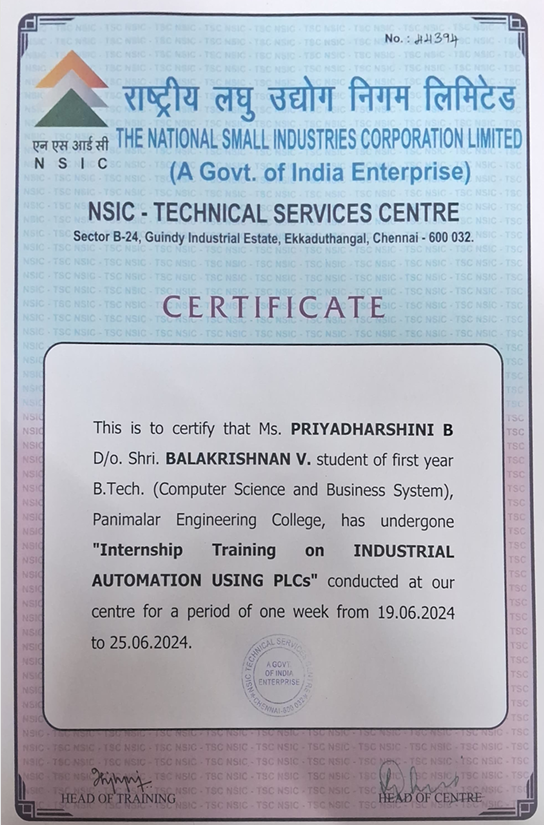 No. : 44394
राष्ट्रीय लघु उद्योग निगम लिमिटेड
एन एस आई सी
N S I C
THE NATIONAL SMALL INDUSTRIES CORPORATION LIMITED
(A Govt. of India Enterprise)
NSIC - TECHNICAL SERVICES CENTRE
Sector B-24, Guindy Industrial Estate, Ekkaduthangal, Chennai - 600 032.
CERTIFICATE
This is to certify that Ms. PRIYADHARSHINI B
D/o. Shri. BALAKRISHNAN V. student of first year
B.Tech. (Computer Science and Business System),
Panimalar Engineering College, has undergone
"Internship Training on INDUSTRIAL
AUTOMATION USING PLCs" conducted at our
centre for a period of one week from 19.06.2024
to 25.06.2024.
NSIC TECHNICAL SERVICES CENTRE
A GOVT.
OF INDIA
ENTERPRISE
CHENNAI-600 032
HEAD OF TRAINING
HEAD OF CENTRE